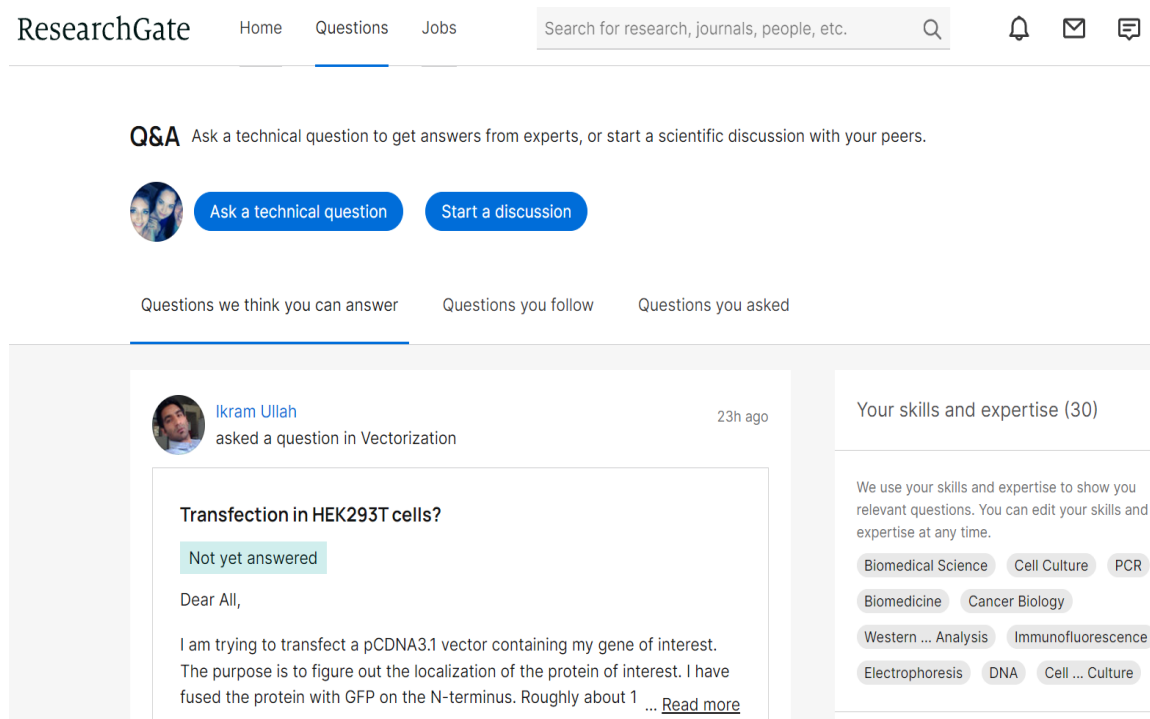 ResearchGate Home Questions Jobs Search for research, journals, people, etc.
Q&A Ask a technical question to get answers from experts, or start a scientific discussion with your peers.
Ask a technical question Start a discussion
Questions we think you can answer Questions you follow Questions you asked
Ikram Ullah 23h ago
asked a question in Vectorization
Transfection in HEK293T cells?
Not yet answered
Dear All,
I am trying to transfect a pCDNA3.1 vector containing my gene of interest.
The purpose is to figure out the localization of the protein of interest. I have
fused the protein with GFP on the N-terminus. Roughly about 1 ... Read more
Your skills and expertise (30)
We use your skills and expertise to show you
relevant questions. You can edit your skills and
expertise at any time.
Biomedical Science Cell Culture PCR
Biomedicine Cancer Biology
Western ... Analysis Immunofluorescence
Electrophoresis DNA Cell ... Culture